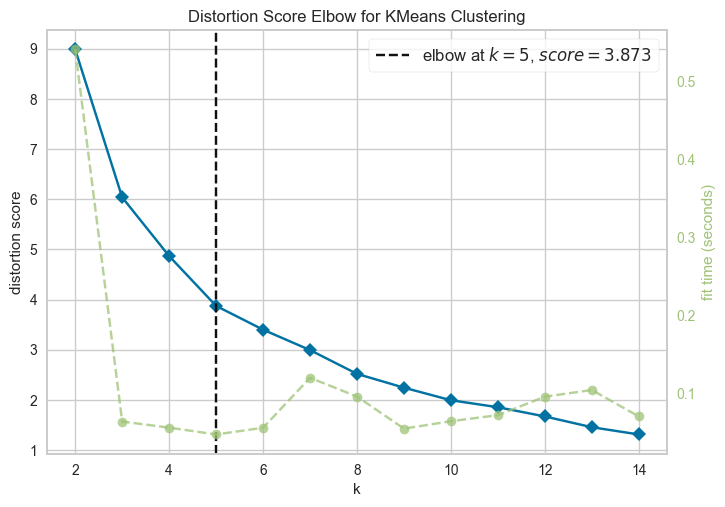 Distortion Score Elbow for KMeans Clustering
elbow at k = 5, score = 3.873
distortion score
9
8
7
6
5
4
3
2
1
0.5
0.4
0.3
0.2
0.1
fit time (seconds)
2 4 6 8 10 12 14
k